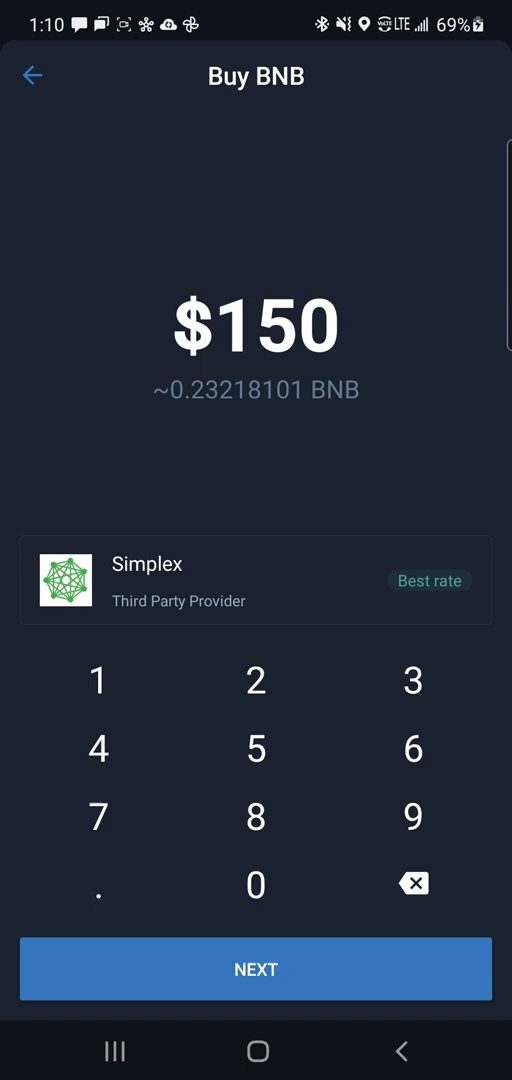 1:10 LTE 69%
Buy BNB
$150
~0.23218101 BNB
Simplex
Third Party Provider
Best rate
1 2 3
4 5 6
7 8 9
. 0
NEXT